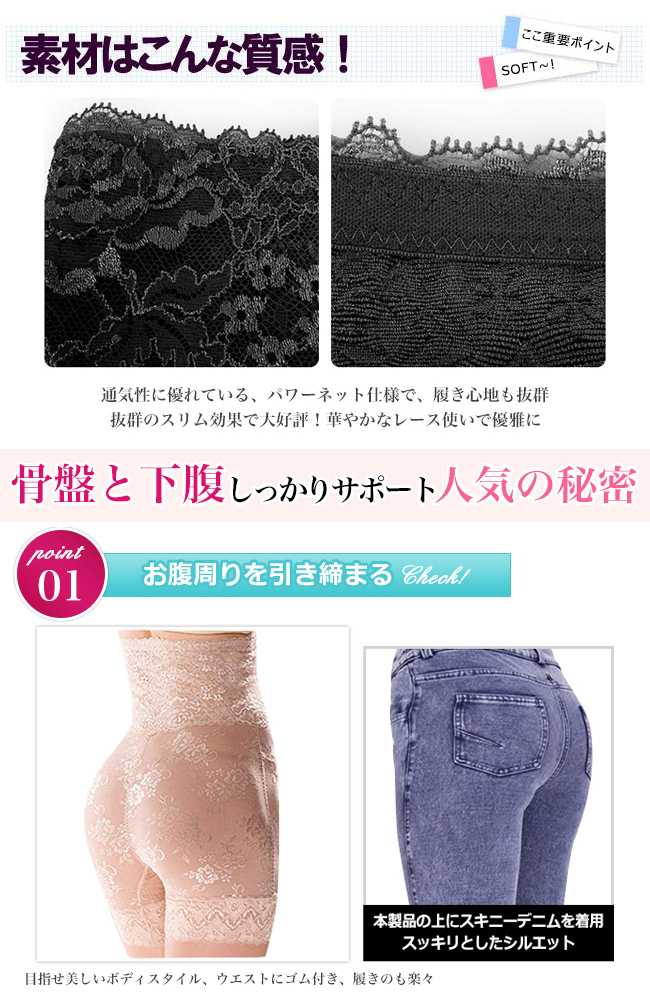 素材はこんな質感！
ここ重要ポイント
SOFT～!
通気性に優れている、パワーネット仕様で、履き心地も抜群
抜群のスリム効果で大好評！華やかなレース使いで優雅に
骨盤と下腹しっかりサポート人気の秘密
point
01
お腹周りを引き締まる Check!
本製品の上にスキニーデニムを着用
スッキリとしたシルエット
目指せ美しいボディスタイル、ウエストにゴム付き、履きのも楽々